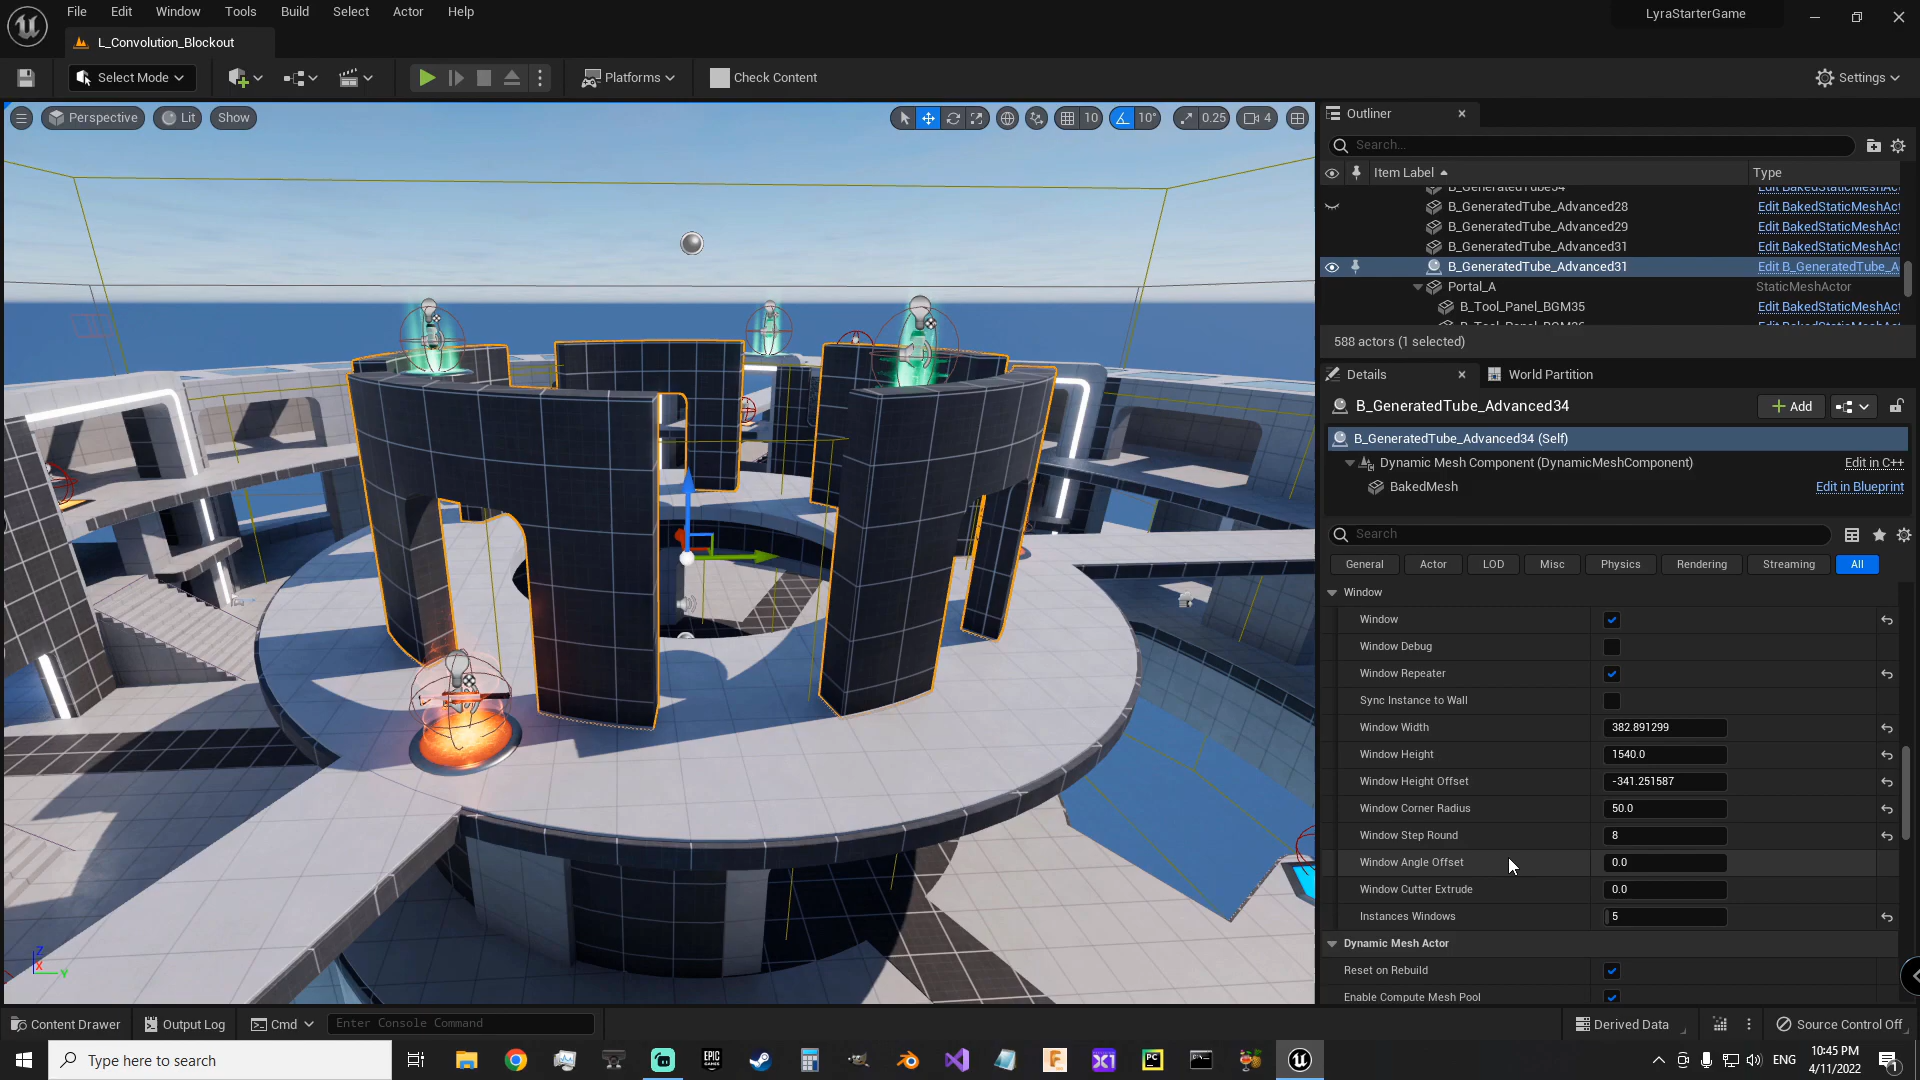 File Edit Window Tools Build Select Actor Help
LyraStarterGame
L_Convolution_Blockout
Select Mode
Platforms
Check Content
Settings
Perspective
Lit
Show
10
10°
0.25
4
Outliner
Search...
Item Label
Type
B_GeneratedTube34
B_GeneratedTube_Advanced28 Edit BakedStaticMeshAct
B_GeneratedTube_Advanced29 Edit BakedStaticMeshAct
B_GeneratedTube_Advanced31 Edit BakedStaticMeshAct
B_GeneratedTube_Advanced31 Edit B_GeneratedTube_A
Portal_A StaticMeshActor
B_Tool_Panel_BGM35 Edit BakedStaticMeshAct
588 actors (1 selected)
Details
World Partition
B_GeneratedTube_Advanced34
Add
B_GeneratedTube_Advanced34 (Self)
Dynamic Mesh Component (DynamicMeshComponent) Edit in C++
BakedMesh Edit in Blueprint
Search
General Actor LOD Misc Physics Rendering Streaming All
Window
Window
Window Debug
Window Repeater
Sync Instance to Wall
Window Width 382.891299
Window Height 1540.0
Window Height Offset -341.251587
Window Corner Radius 50.0
Window Step Round 8
Window Angle Offset 0.0
Window Cutter Extrude 0.0
Instances Windows 5
Dynamic Mesh Actor
Reset on Rebuild
Enable Compute Mesh Pool
Content Drawer
Output Log
Cmd
Enter Console Command
Derived Data
Source Control Off
Type here to search
EPIC GAMES
F
X1
PC
ENG
10:45 PM
4/11/2022
1
Z
X
Y